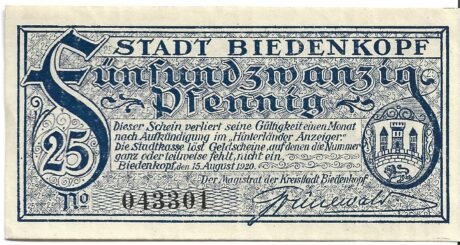 STADT BIEDENKOPF
Fünfundzwanzig
Pfennig
Dieser Schein verliert seine Gültigkeit einen Monat
nach Aufkündigung im „Hinterländer Anzeiger“.
Die Stadtkasse löst Geldscheine, auf denen die Nummer
ganz oder teilweise fehlt, nicht ein.
Biedenkopf, den 15. August 1920.
Der Magistrat der Kreisstadt Biedenkopf
25
No 043301
Grünewald